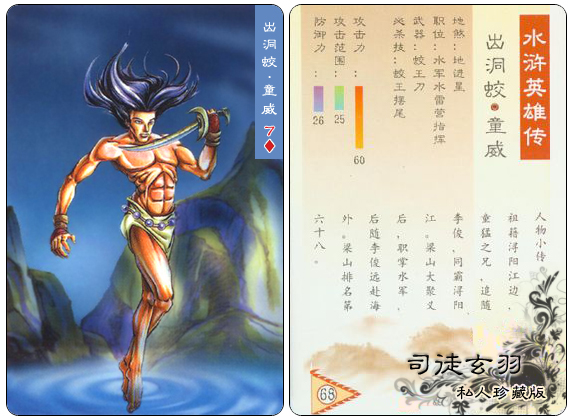 出洞蛟·童威
7
水浒英雄传
出洞蛟 童威
地煞：地进星
职位：水军水雷营指挥
武器：蛟王刀
必杀技：蛟王摆尾
攻击力：
60
攻击范围：
25
防御力：
26
人物小传
祖籍浔阳江边、
童猛之兄，追随
李俊，同霸浔阳
江。梁山大聚义
后，职掌水军，
后随李俊远赴海
外。梁山排名第
六十八。
68
司徒玄羽
私人珍藏版